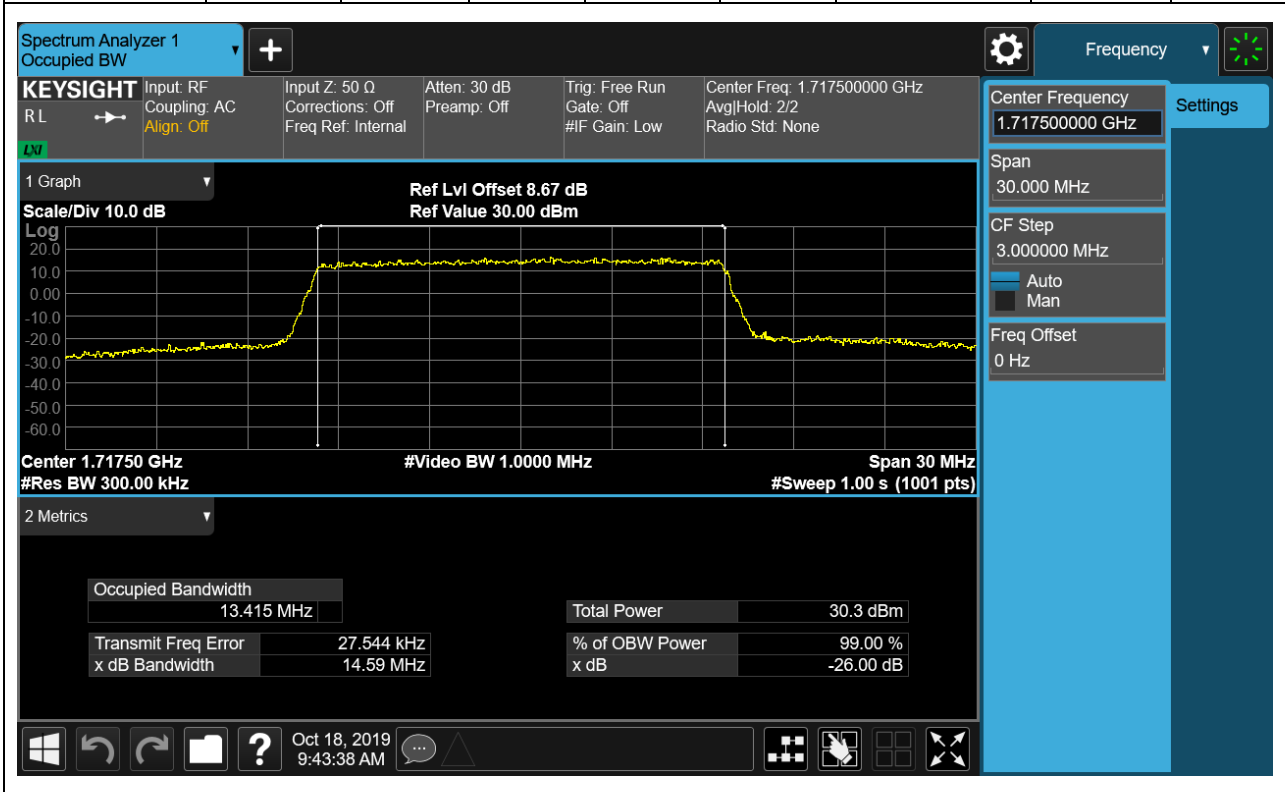 Spectrum Analyzer 1
Occupied BW
Frequency
KEYSIGHT
R L
LXI
Input: RF
Coupling: AC
Align: Off
Input Z: 50 Ω
Corrections: Off
Freq Ref: Internal
Atten: 30 dB
Preamp: Off
Trig: Free Run
Gate: Off
#IF Gain: Low
Center Freq: 1.717500000 GHz
Avg|Hold: 2/2
Radio Std: None
Center Frequency
1.717500000 GHz
Settings
Span
30.000 MHz
CF Step
3.000000 MHz
Auto
Man
Freq Offset
0 Hz
1 Graph
Scale/Div 10.0 dB
Ref Lvl Offset 8.67 dB
Ref Value 30.00 dBm
Log
20.0
10.0
0.00
-10.0
-20.0
-30.0
-40.0
-50.0
-60.0
Center 1.71750 GHz
#Video BW 1.0000 MHz
Span 30 MHz
#Res BW 300.00 kHz
#Sweep 1.00 s (1001 pts)
2 Metrics
Occupied Bandwidth
13.415 MHz
Total Power 30.3 dBm
Transmit Freq Error 27.544 kHz
% of OBW Power 99.00 %
x dB Bandwidth 14.59 MHz
x dB -26.00 dB
?
Oct 18, 2019
9:43:38 AM